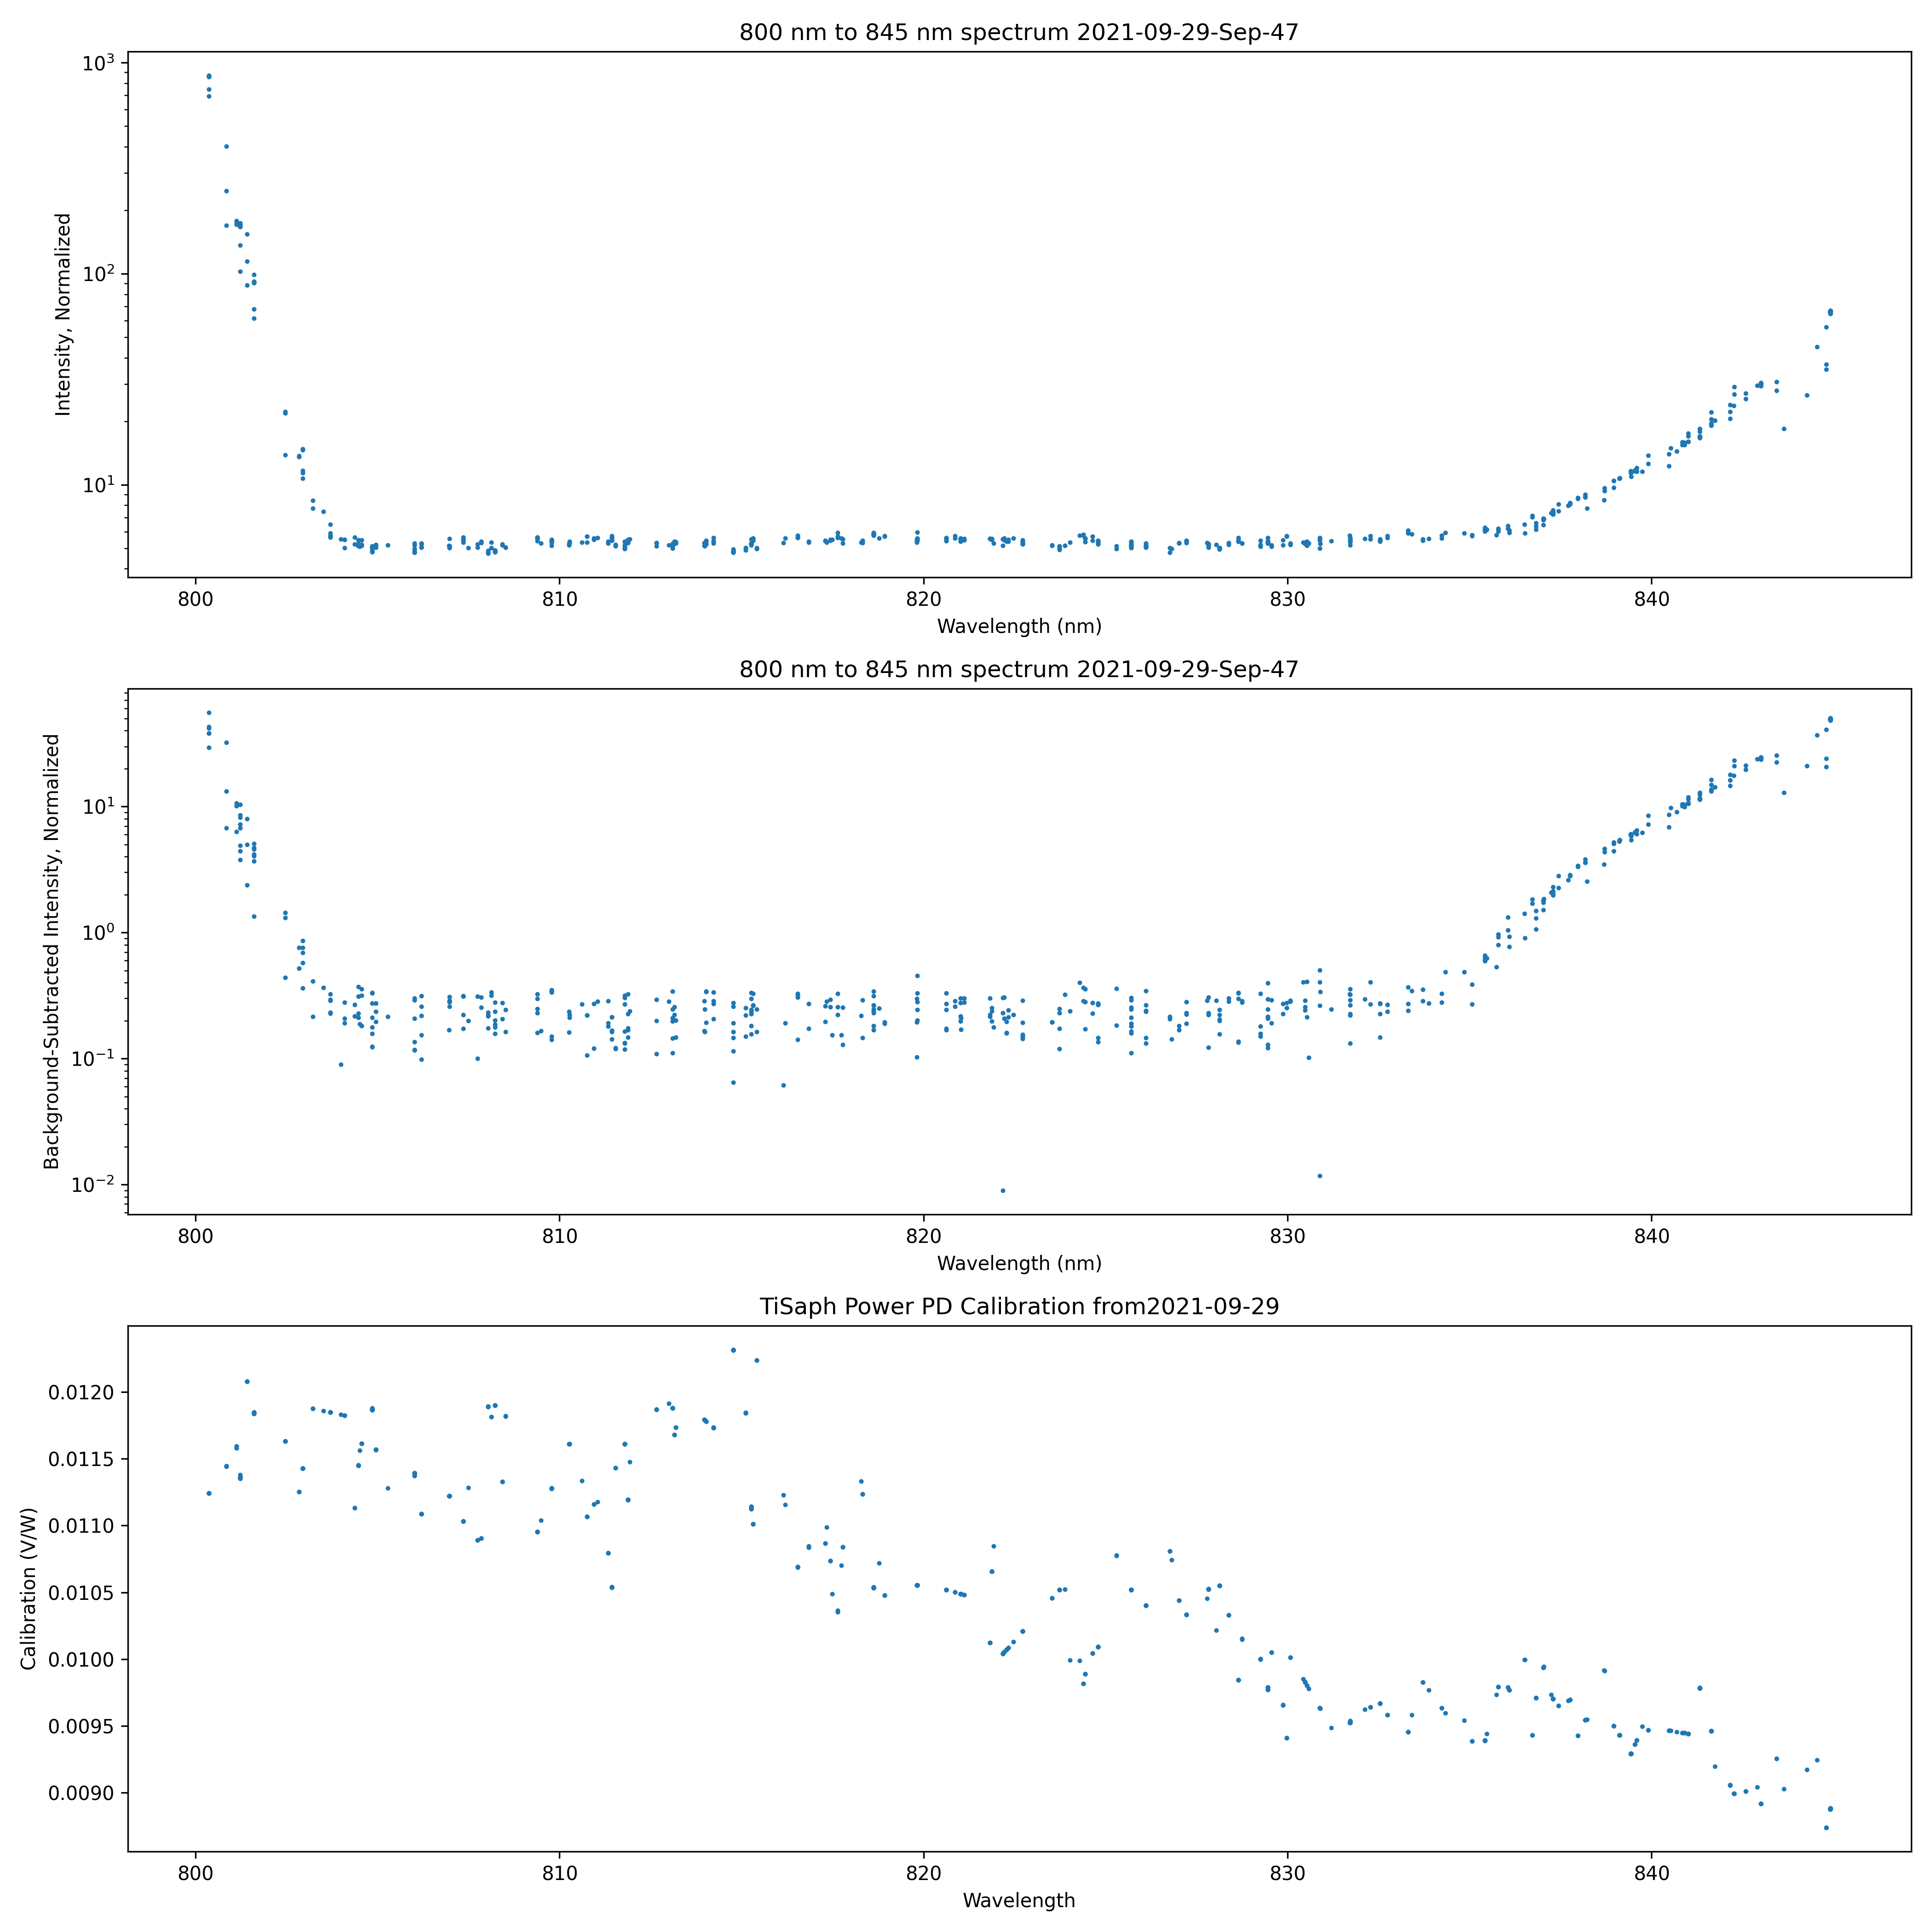 800 nm to 845 nm spectrum 2021-09-29-Sep-47
10³
10²
10¹
Intensity, Normalized
800 810 820 830 840
Wavelength (nm)
800 nm to 845 nm spectrum 2021-09-29-Sep-47
10¹
10⁰
10⁻¹
10⁻²
Background-Subtracted Intensity, Normalized
800 810 820 830 840
Wavelength (nm)
TiSaph Power PD Calibration from2021-09-29
0.0120
0.0115
0.0110
0.0105
0.0100
0.0095
0.0090
Calibration (V/W)
800 810 820 830 840
Wavelength